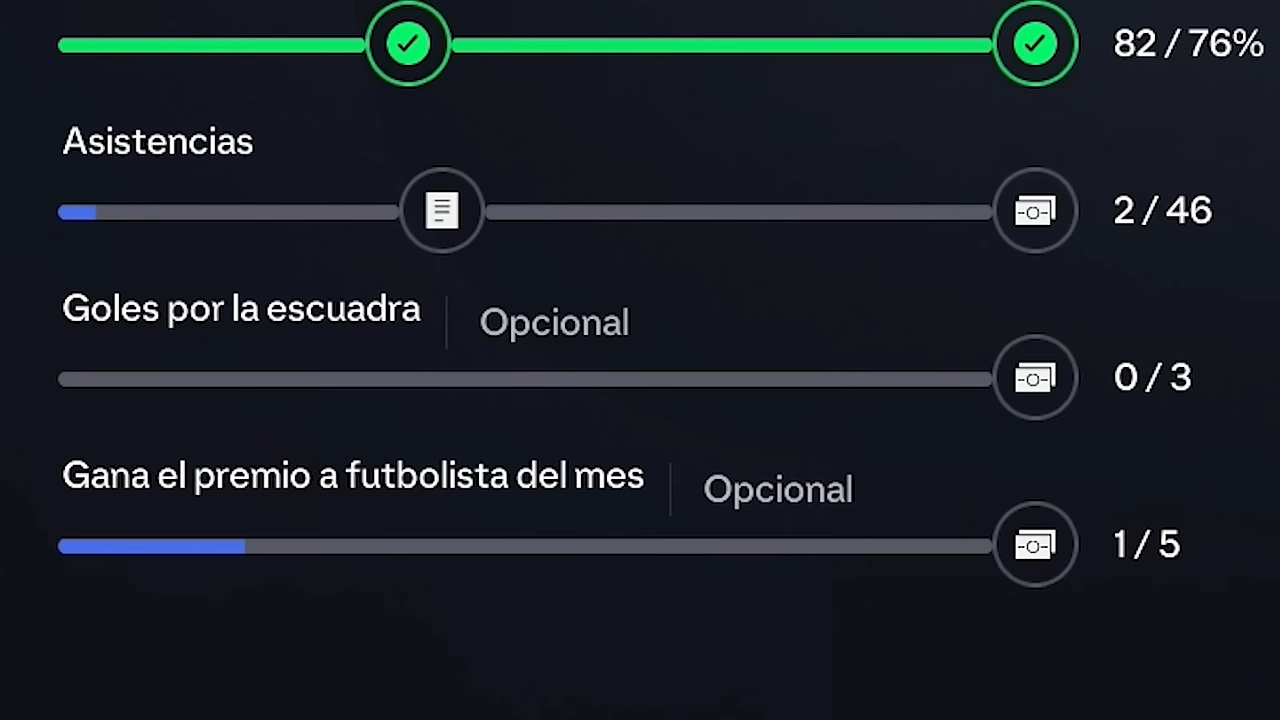 82 / 76%
Asistencias
2 / 46
Goles por la escuadra
Opcional
0 / 3
Gana el premio a futbolista del mes
Opcional
1 / 5